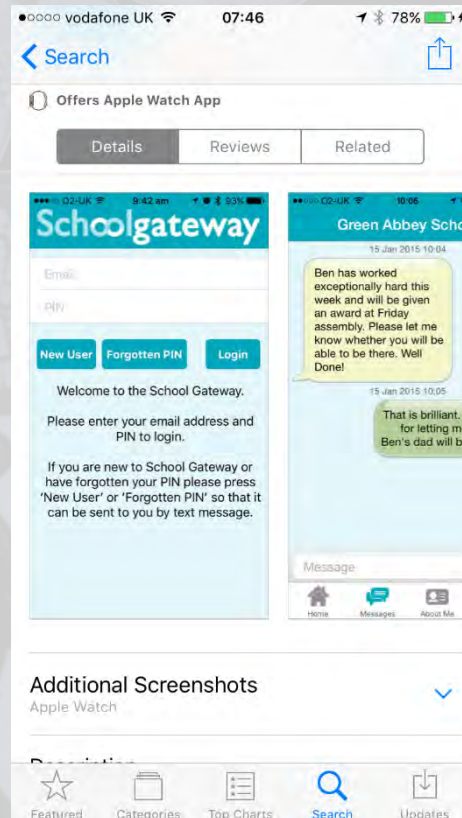 vodafone UK 07:46 78%
Search
Offers Apple Watch App
Details Reviews Related
O2-UK 9:42 am 93%
Schoolgateway
Email
PIN
New User Forgotten PIN Login
Welcome to the School Gateway.
Please enter your email address and
PIN to login.
If you are new to School Gateway or
have forgotten your PIN please press
'New User' or 'Forgotten PIN' so that it
can be sent to you by text message.
O2-UK 10:06
Green Abbey Scho
15 Jan 2015 10:04
Ben has worked
exceptionally hard this
week and will be given
an award at Friday
assembly. Please let me
know whether you will be
able to be there. Well
Done!
15 Jan 2015 10:05
That is brilliant.
for letting m
Ben's dad will b
Message
Home Messages About Me
Additional Screenshots
Apple Watch
Featured Categories Top Charts Search Updates